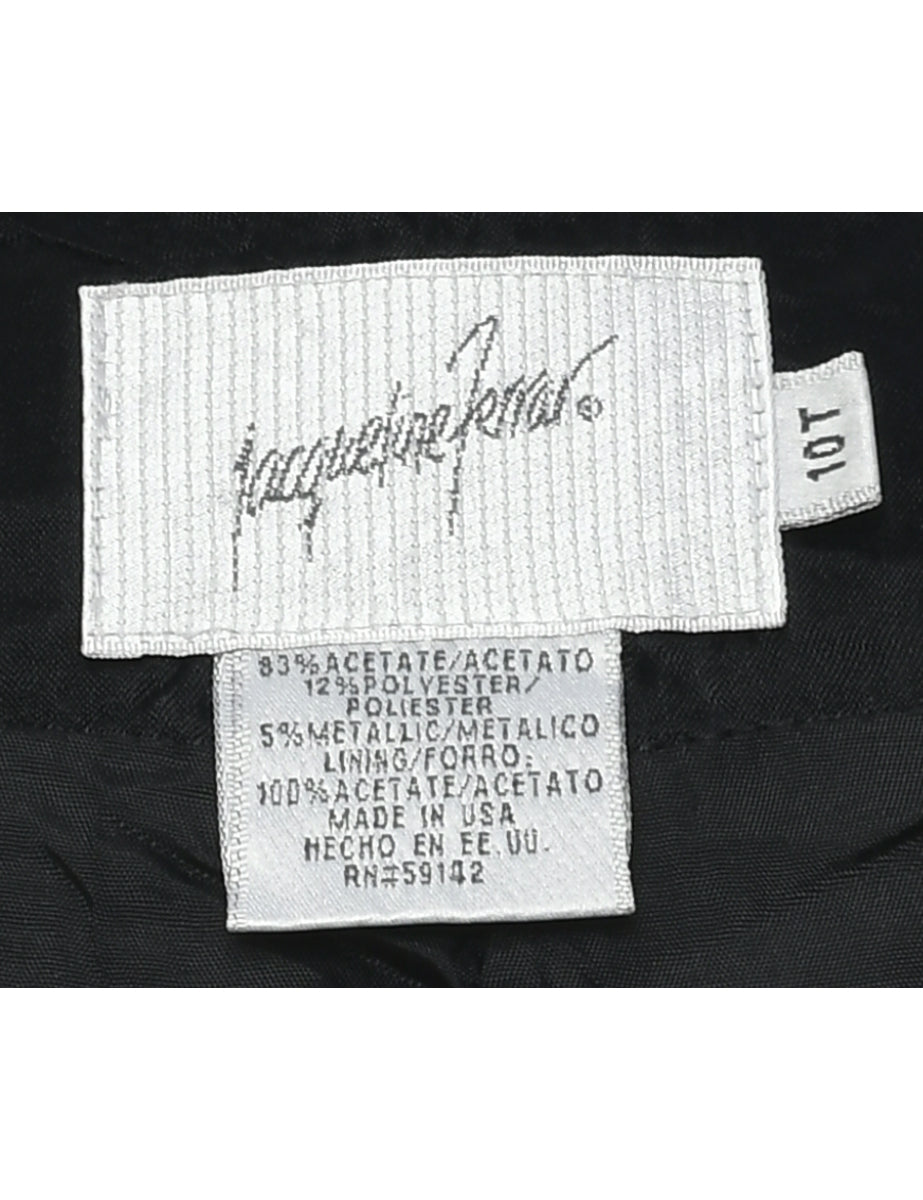 Jacqueline Ferrar ®
10T
83% ACETATE/ACETATO
12% POLYESTER/
POLIESTER
5% METALLIC/METALICO
LINING/FORRO:
100% ACETATE/ACETATO
MADE IN USA
HECHO EN EE.UU.
RN#59142